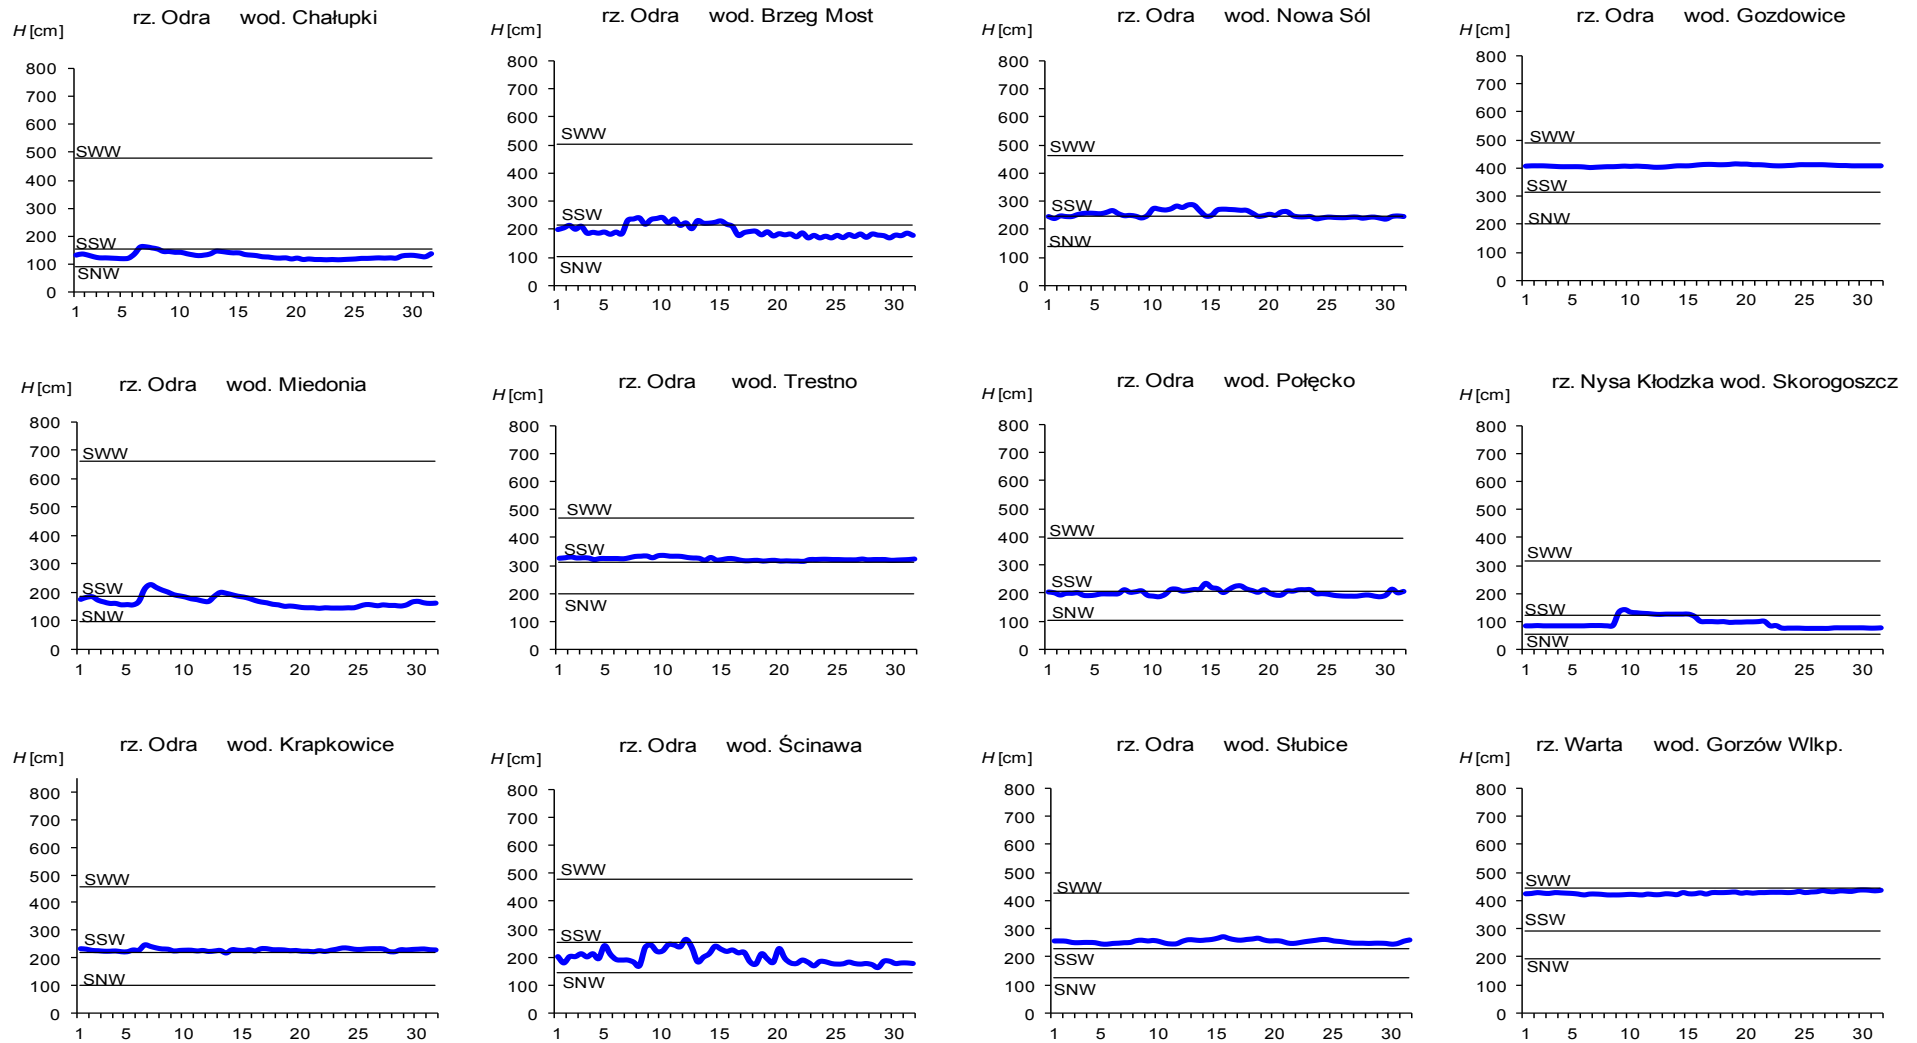 rz. Odra wod. Chałupki
H [cm]
800
700
600
500
400
300
200
100
0
SWW
SSW
SNW
1 5 10 15 20 25 30
rz. Odra wod. Brzeg Most
H [cm]
800
700
600
500
400
300
200
100
0
SWW
SSW
SNW
1 5 10 15 20 25 30
rz. Odra wod. Nowa Sól
H [cm]
800
700
600
500
400
300
200
100
0
SWW
SSW
SNW
1 5 10 15 20 25 30
rz. Odra wod. Gozdowice
H [cm]
800
700
600
500
400
300
200
100
0
SWW
SSW
SNW
1 5 10 15 20 25 30
rz. Odra wod. Miedonia
H [cm]
800
700
600
500
400
300
200
100
0
SWW
SSW
SNW
1 5 10 15 20 25 30
rz. Odra wod. Trestno
H [cm]
800
700
600
500
400
300
200
100
0
SWW
SSW
SNW
1 5 10 15 20 25 30
rz. Odra wod. Połęcko
H [cm]
800
700
600
500
400
300
200
100
0
SWW
SSW
SNW
1 5 10 15 20 25 30
rz. Nysa Kłodzka wod. Skorogoszcz
H [cm]
800
700
600
500
400
300
200
100
0
SWW
SSW
SNW
1 5 10 15 20 25 30
rz. Odra wod. Krapkowice
H [cm]
800
700
600
500
400
300
200
100
0
SWW
SSW
SNW
1 5 10 15 20 25 30
rz. Odra wod. Ścinawa
H [cm]
800
700
600
500
400
300
200
100
0
SWW
SSW
SNW
1 5 10 15 20 25 30
rz. Odra wod. Słubice
H [cm]
800
700
600
500
400
300
200
100
0
SWW
SSW
SNW
1 5 10 15 20 25 30
rz. Warta wod. Gorzów Wlkp.
H [cm]
800
700
600
500
400
300
200
100
0
SWW
SSW
SNW
1 5 10 15 20 25 30